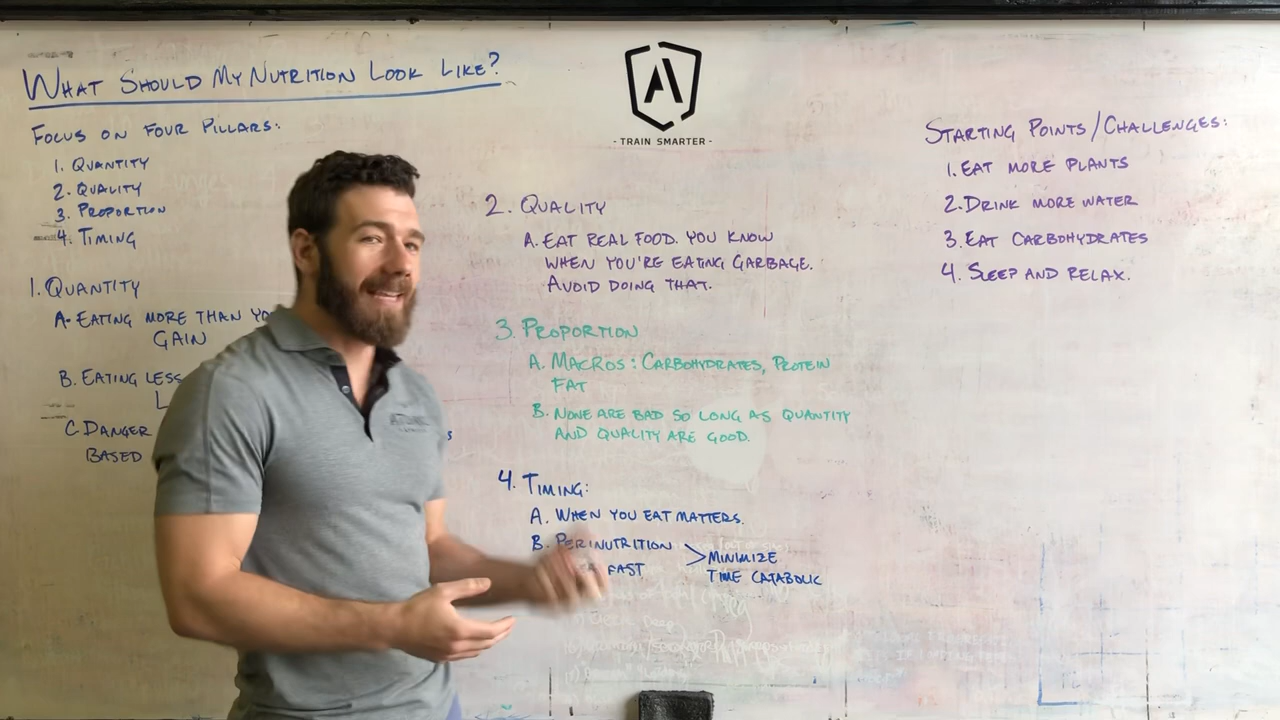 WHAT SHOULD MY NUTRITION LOOK LIKE?
FOCUS ON FOUR PILLARS:
1. QUANTITY
2. QUALITY
3. PROPORTION
4. TIMING
1. QUANTITY
A. EATING MORE THAN
GAIN
B. EATING LESS
C. DANGER
BASED
A
- TRAIN SMARTER -
2. QUALITY
A. EAT REAL FOOD. YOU KNOW
WHEN YOU'RE EATING GARBAGE.
AVOID DOING THAT.
3. PROPORTION
A. MACROS: CARBOHYDRATES, PROTEIN
FAT
B. NONE ARE BAD SO LONG AS QUANTITY
AND QUALITY ARE GOOD.
4. TIMING:
A. WHEN YOU EAT MATTERS.
B. PERINUTRITION
FAST
> MINIMIZE
TIME CATABOLIC
STARTING POINTS/CHALLENGES:
1. EAT MORE PLANTS
2. DRINK MORE WATER
3. EAT CARBOHYDRATES
4. SLEEP AND RELAX.